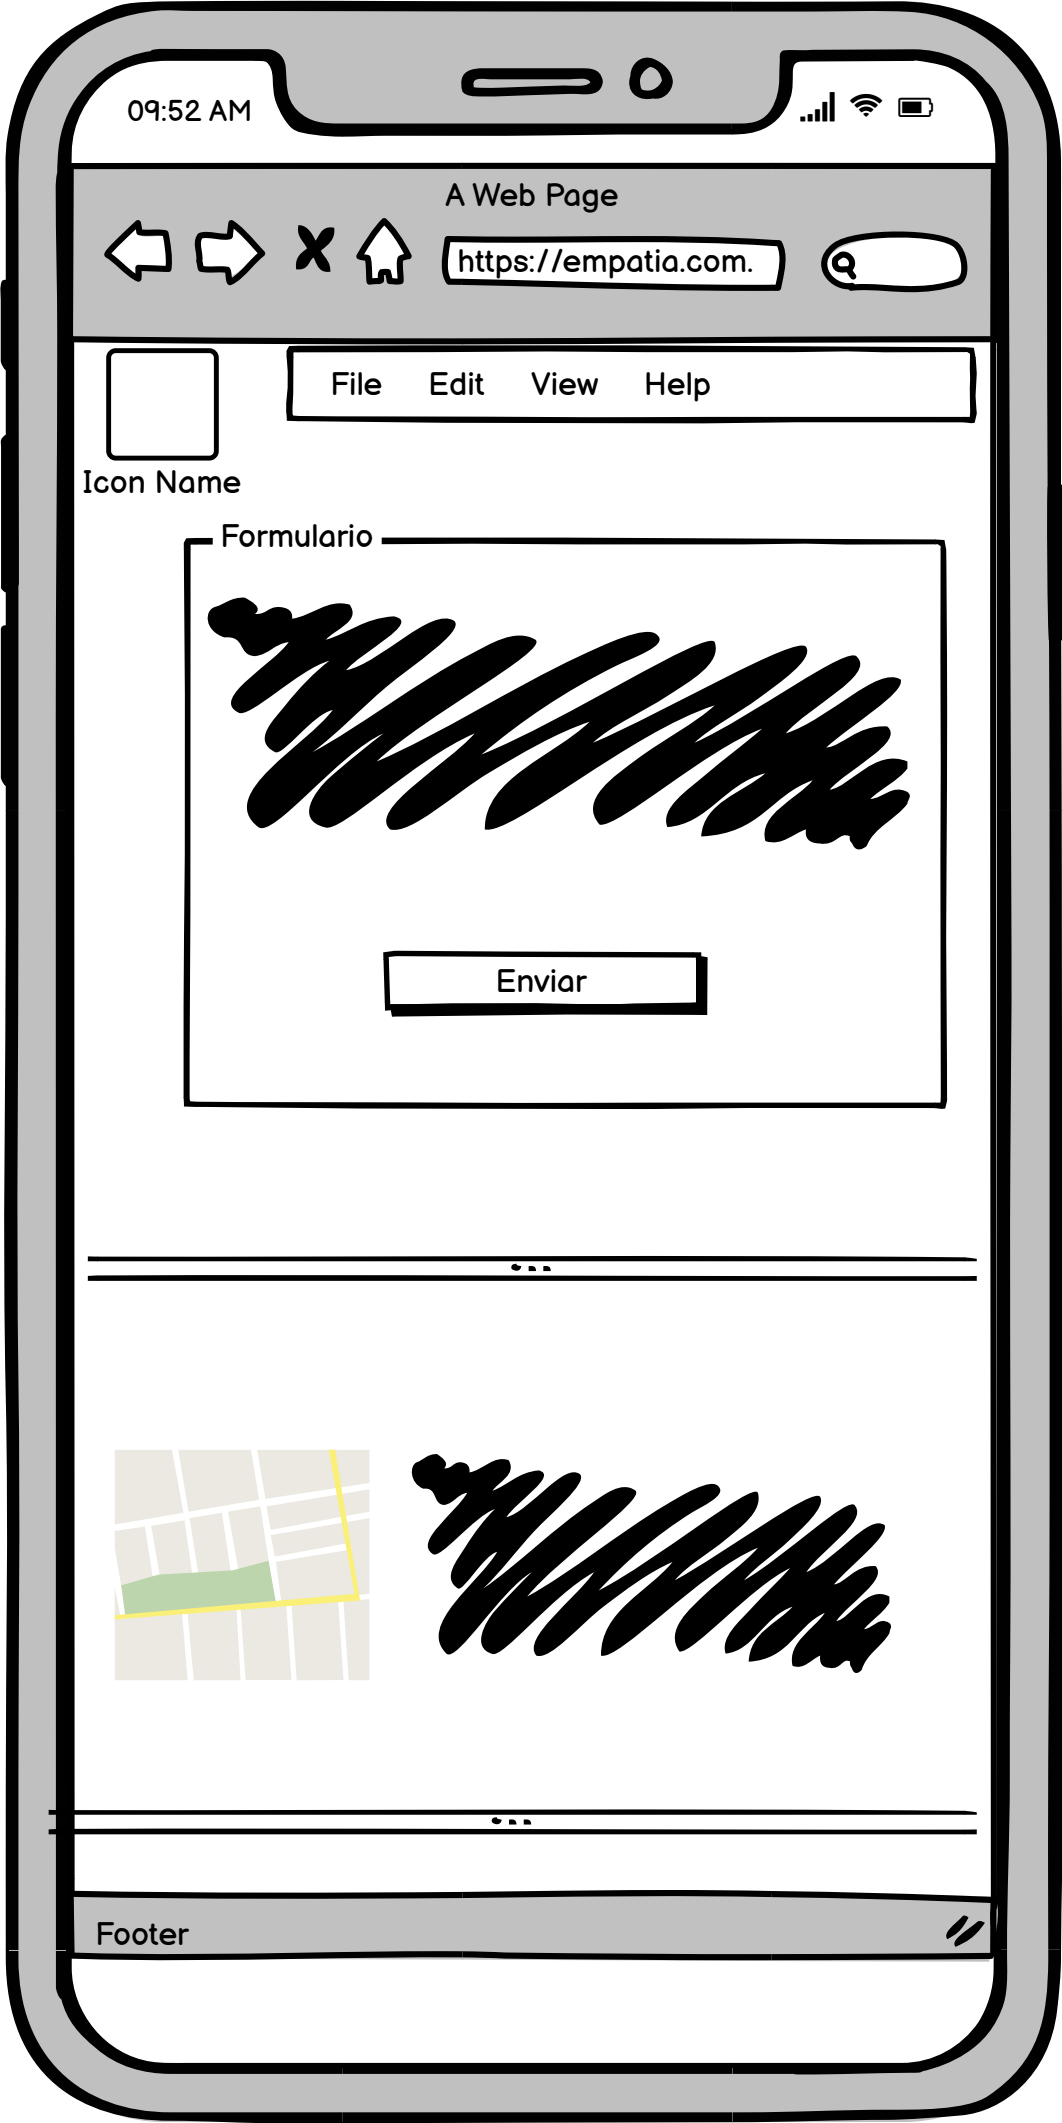 09:52 AM
A Web Page
https://empatia.com.
File Edit View Help
Icon Name
Formulario
Enviar
Footer